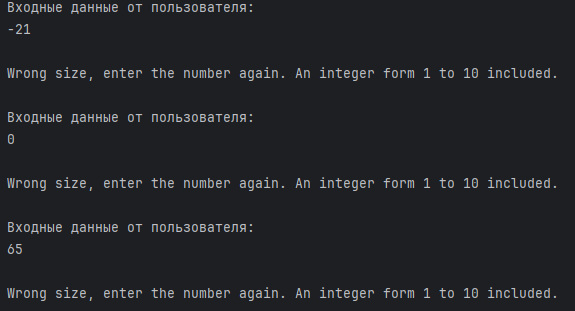 Входные данные от пользователя:
-21
Wrong size, enter the number again. An integer form 1 to 10 included.
Входные данные от пользователя:
0
Wrong size, enter the number again. An integer form 1 to 10 included.
Входные данные от пользователя:
65
Wrong size, enter the number again. An integer form 1 to 10 included.